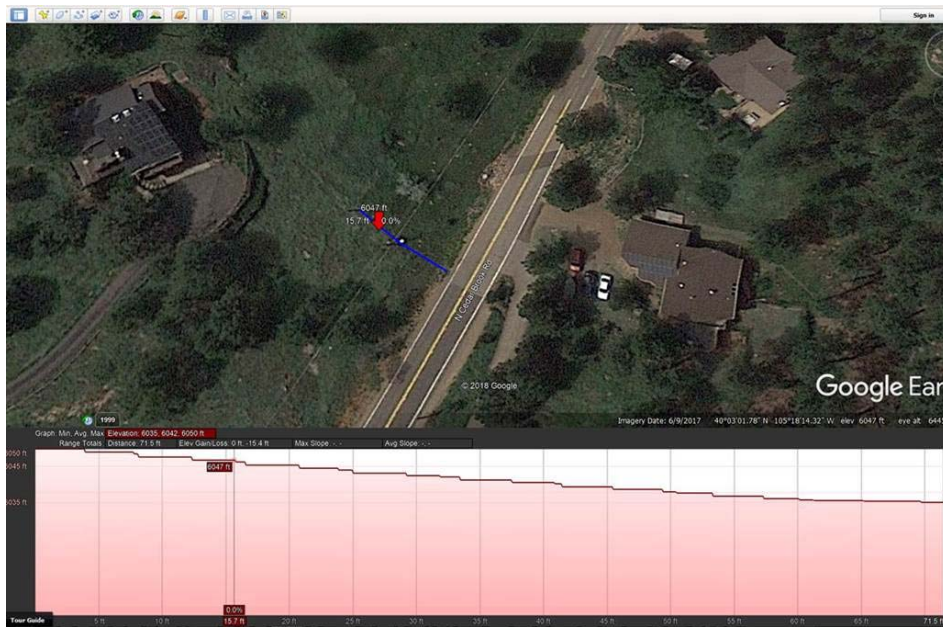 Sign in
6047 ft
15.7 ft 0.0%
N Cedar Brook Rd
© 2018 Google
Google Ear
1999
Imagery Date: 6/9/2017 40°03'01.78" N -105°18'14.32" W elev 6047 ft eye alt 644
Graph: Min, Avg, Max Elevation: 6035, 6042, 6050 ft
Range Totals: Distance: 71.5 ft Elev Gain/Loss: 0 ft, -15.4 ft Max Slope: -, - Avg Slope: -, -
6050 ft
6045 ft
6047 ft
6035 ft
0.0%
Tour Guide 5 ft 10 ft 15.7 ft 20 ft 25 ft 30 ft 35 ft 40 ft 45 ft 50 ft 55 ft 60 ft 65 ft 71.5 f